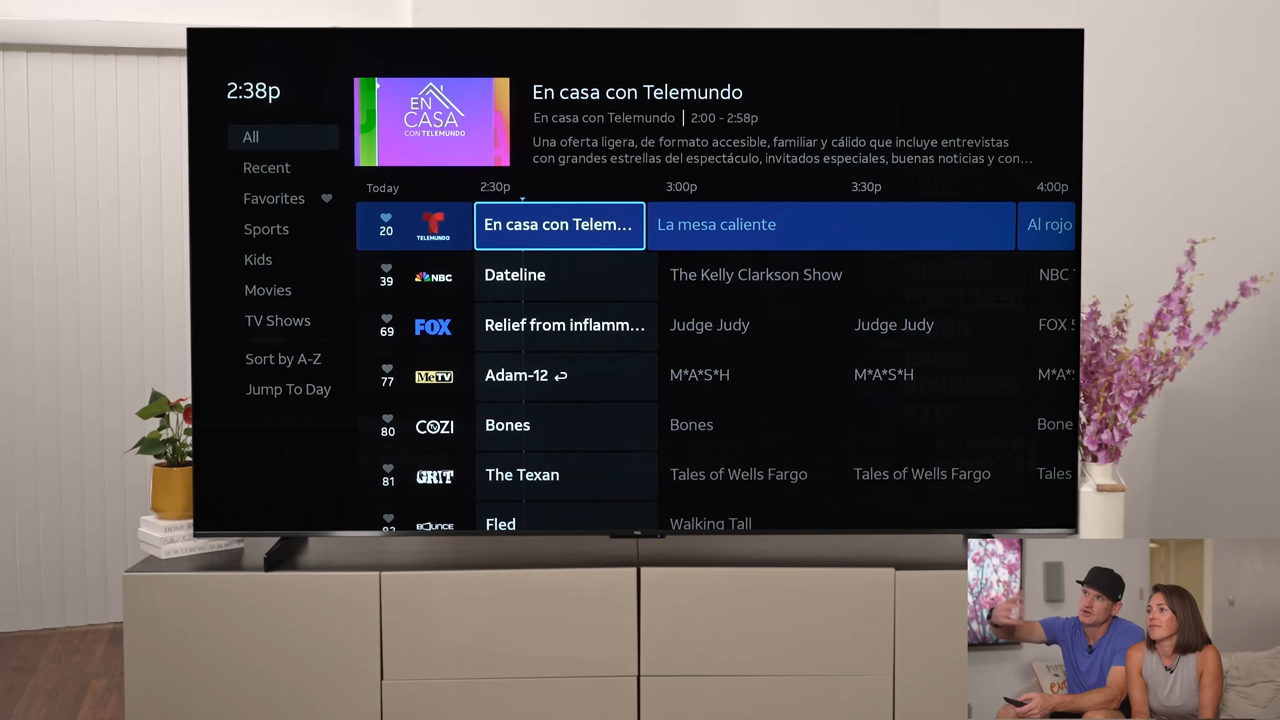 2:38p
All
Recent
Favorites
Sports
Kids
Movies
TV Shows
Sort by A-Z
Jump To Day
EN
CASA
CON TELEMUNDO
En casa con Telemundo
En casa con Telemundo | 2:00 - 2:58p
Una oferta ligera, de formato accesible, familiar y cálido que incluye entrevistas
con grandes estrellas del espectáculo, invitados especiales, buenas noticias y con...
Today 2:30p 3:00p 3:30p 4:00p
20 TELEMUNDO En casa con Telem... La mesa caliente Al rojo
39 NBC Dateline The Kelly Clarkson Show NBC
69 FOX Relief from inflamm... Judge Judy Judge Judy FOX 5
77 MeTV Adam-12 M*A*S*H M*A*S*H M*A*
80 COZI Bones Bones Bone
81 GRIT The Texan Tales of Wells Fargo Tales of Wells Fargo Tales
BOUNCE Fled Walking Tall